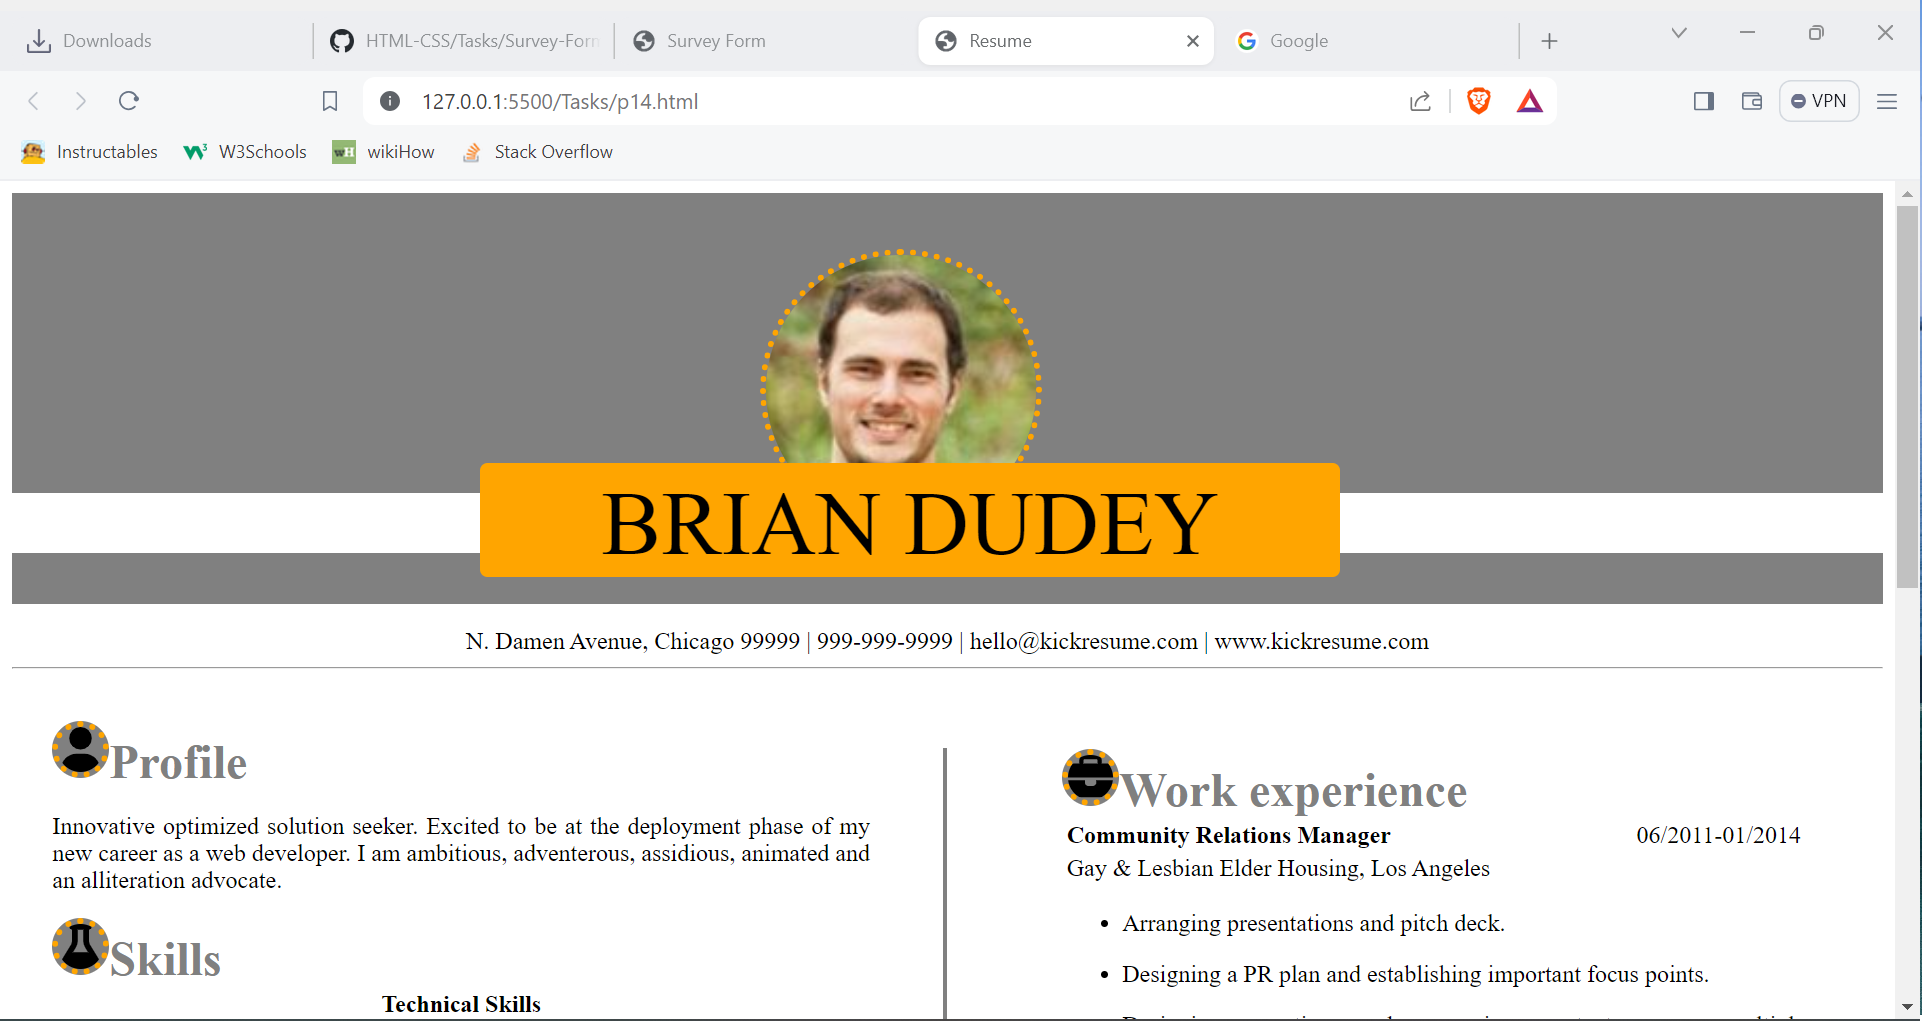 Downloads
HTML-CSS/Tasks/Survey-Form
Survey Form
Resume
Google
127.0.0.1:5500/Tasks/p14.html
VPN
Instructables
W3Schools
wikiHow
Stack Overflow
BRIAN DUDEY
N. Damen Avenue, Chicago 99999 | 999-999-9999 | hello@kickresume.com | www.kickresume.com
Profile
Innovative optimized solution seeker. Excited to be at the deployment phase of my
new career as a web developer. I am ambitious, adventerous, assidious, animated and
an alliteration advocate.
Skills
Technical Skills
Work experience
Community Relations Manager 06/2011-01/2014
Gay & Lesbian Elder Housing, Los Angeles
• Arranging presentations and pitch deck.
• Designing a PR plan and establishing important focus points.